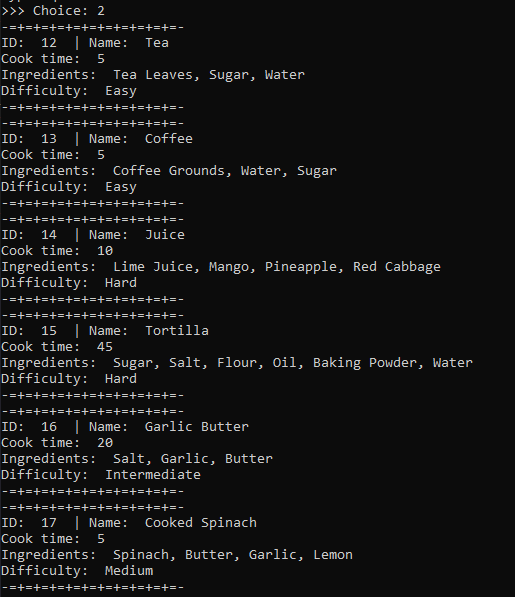 >>> Choice: 2
-=+=+=+=+=+=+=+=+=+=+=-
ID:  12  | Name:  Tea
Cook time:  5
Ingredients:  Tea Leaves, Sugar, Water
Difficulty:  Easy
-=+=+=+=+=+=+=+=+=+=+=-
-=+=+=+=+=+=+=+=+=+=+=-
ID:  13  | Name:  Coffee
Cook time:  5
Ingredients:  Coffee Grounds, Water, Sugar
Difficulty:  Easy
-=+=+=+=+=+=+=+=+=+=+=-
-=+=+=+=+=+=+=+=+=+=+=-
ID:  14  | Name:  Juice
Cook time:  10
Ingredients:  Lime Juice, Mango, Pineapple, Red Cabbage
Difficulty:  Hard
-=+=+=+=+=+=+=+=+=+=+=-
-=+=+=+=+=+=+=+=+=+=+=-
ID:  15  | Name:  Tortilla
Cook time:  45
Ingredients:  Sugar, Salt, Flour, Oil, Baking Powder, Water
Difficulty:  Hard
-=+=+=+=+=+=+=+=+=+=+=-
-=+=+=+=+=+=+=+=+=+=+=-
ID:  16  | Name:  Garlic Butter
Cook time:  20
Ingredients:  Salt, Garlic, Butter
Difficulty:  Intermediate
-=+=+=+=+=+=+=+=+=+=+=-
-=+=+=+=+=+=+=+=+=+=+=-
ID:  17  | Name:  Cooked Spinach
Cook time:  5
Ingredients:  Spinach, Butter, Garlic, Lemon
Difficulty:  Medium
-=+=+=+=+=+=+=+=+=+=+=-